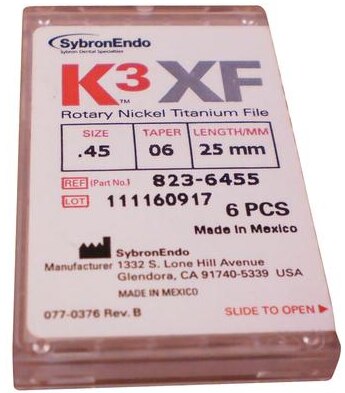 SybronEndo
Sybron Dental Specialties
K3 XF
™
Rotary Nickel Titanium File
SIZE TAPER LENGTH/MM
.45 06 25 mm
REF (Part No.) 823-6455
LOT 111160917
6 PCS
Made in Mexico
SybronEndo
Manufacturer 1332 S. Lone Hill Avenue
Glendora, CA 91740-5339 USA
MADE IN MEXICO
077-0376 Rev. B SLIDE TO OPEN ▶